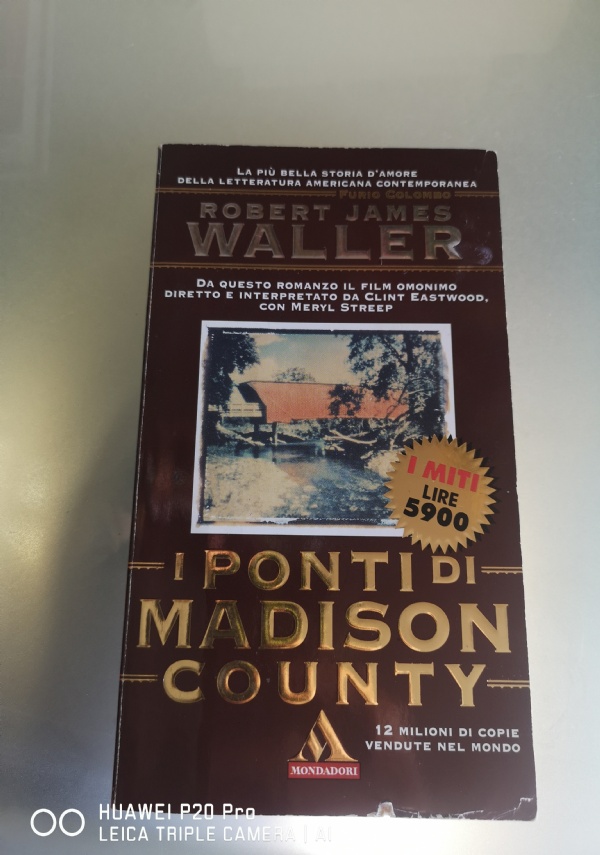 LA PIÙ BELLA STORIA D'AMORE
DELLA LETTERATURA AMERICANA CONTEMPORANEA
FURIO COLOMBO
ROBERT JAMES
WALLER
DA QUESTO ROMANZO IL FILM OMONIMO
DIRETTO E INTERPRETATO DA CLINT EASTWOOD,
CON MERYL STREEP
I MITI
LIRE
5900
I PONTI DI
MADISON
COUNTY
12 MILIONI DI COPIE
VENDUTE NEL MONDO
MONDADORI
HUAWEI P20 Pro
LEICA TRIPLE CAMERA | AI